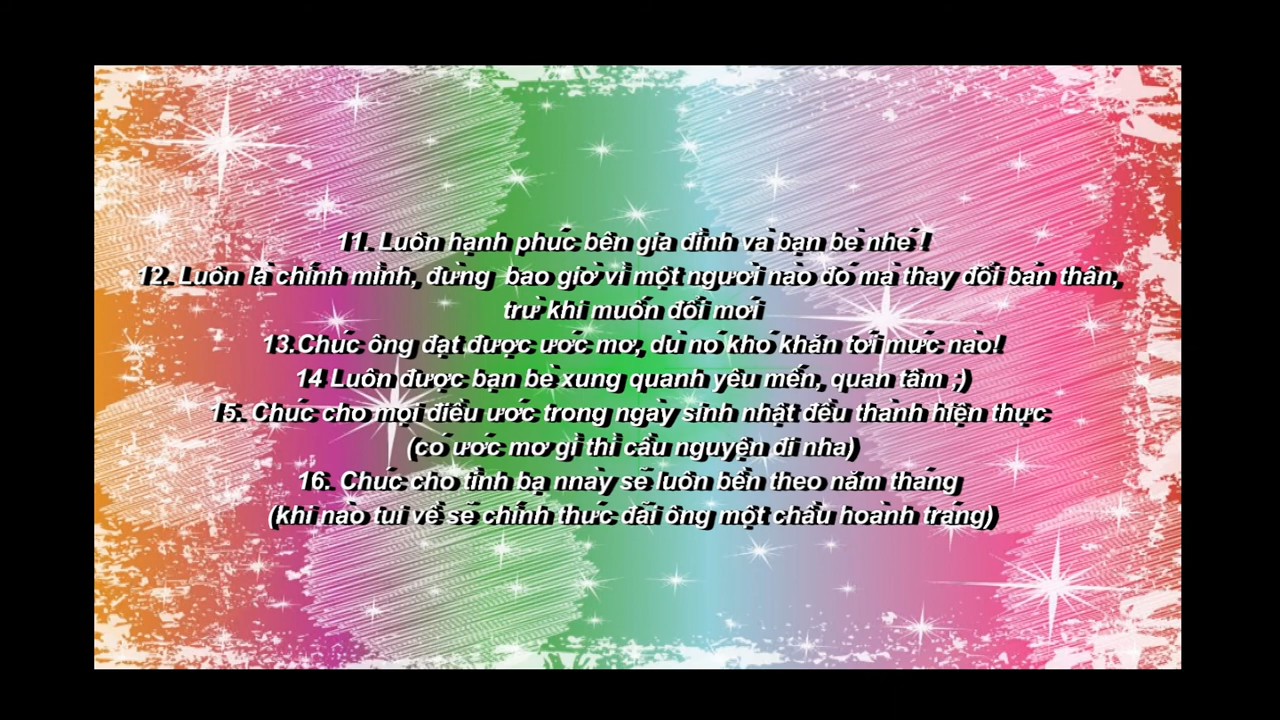 11. Luôn hạnh phúc bên gia đình và bạn bè nhé !
12. Luôn là chính mình, đừng  bao giờ vì một người nào đó mà thay đổi bản thân,
trừ khi muốn đổi mới
13.Chúc ông đạt được ước mơ, dù nó khó khăn tới mức nào!
14 Luôn được bạn bè xung quanh yêu mến, quan tâm ;)
15. Chúc cho mọi điều ước trong ngày sinh nhật đều thành hiện thực
(có ước mơ gì thì cầu nguyện đi nha)
16. Chúc cho tình bạ nnày sẽ luôn bền theo năm tháng
(khi nào tui về sẽ chính thức đãi ông một chầu hoành tráng)